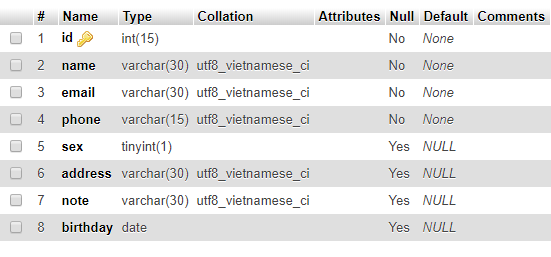 # Name Type Collation Attributes Null Default Comments
1 id int(15) No None
2 name varchar(30) utf8_vietnamese_ci No None
3 email varchar(30) utf8_vietnamese_ci No None
4 phone varchar(15) utf8_vietnamese_ci No None
5 sex tinyint(1) Yes NULL
6 address varchar(30) utf8_vietnamese_ci Yes NULL
7 note varchar(30) utf8_vietnamese_ci Yes NULL
8 birthday date Yes NULL